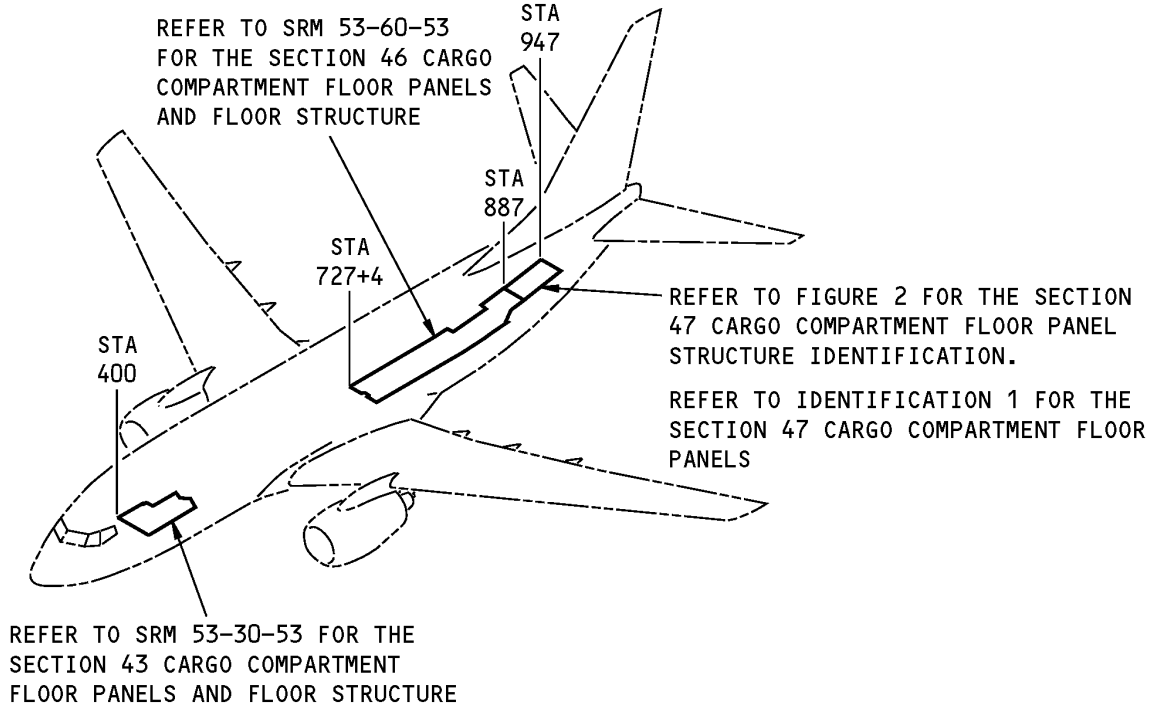 REFER TO SRM 53-60-53
FOR THE SECTION 46 CARGO
COMPARTMENT FLOOR PANELS
AND FLOOR STRUCTURE
STA
947
STA
887
STA
727+4
STA
400
REFER TO FIGURE 2 FOR THE SECTION
47 CARGO COMPARTMENT FLOOR PANEL
STRUCTURE IDENTIFICATION.
REFER TO IDENTIFICATION 1 FOR THE
SECTION 47 CARGO COMPARTMENT FLOOR
PANELS
REFER TO SRM 53-30-53 FOR THE
SECTION 43 CARGO COMPARTMENT
FLOOR PANELS AND FLOOR STRUCTURE